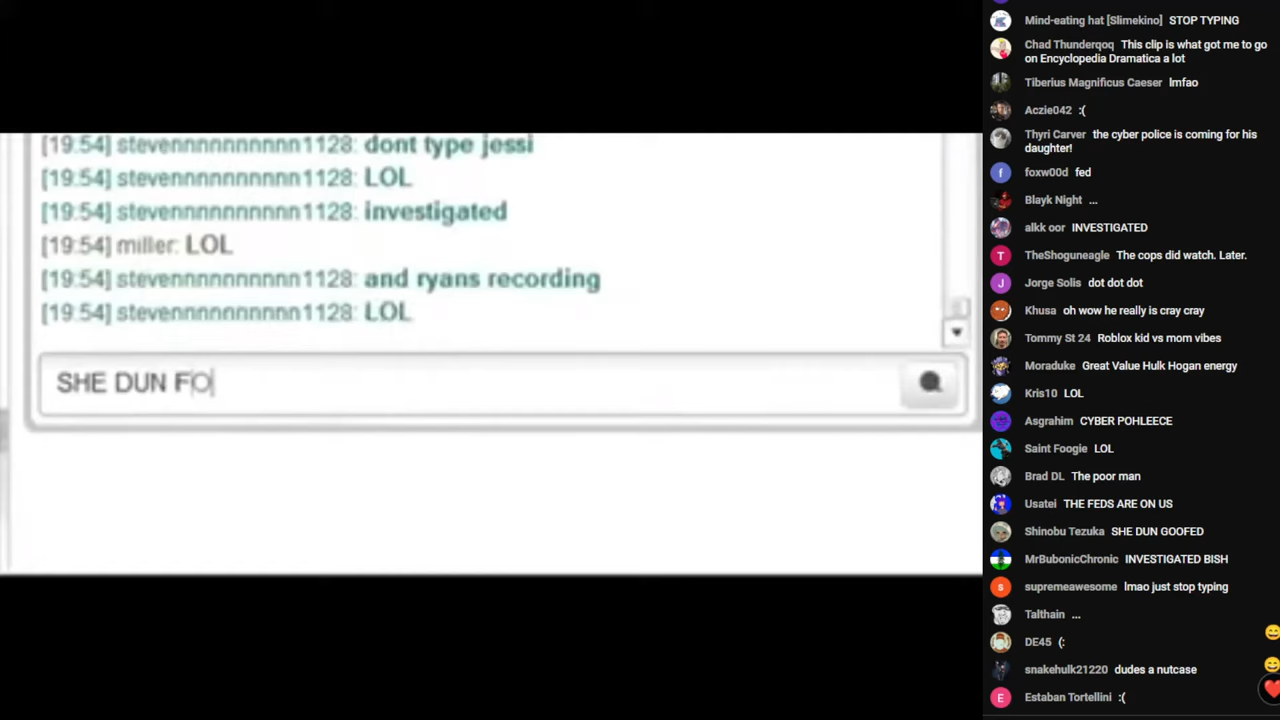 [19:54] stevennnnnnnnnn1128: dont type jessi
[19:54] stevennnnnnnnnn1128: LOL
[19:54] stevennnnnnnnnn1128: investigated
[19:54] miller: LOL
[19:54] stevennnnnnnnnn1128: and ryans recording
[19:54] stevennnnnnnnnn1128: LOL
SHE DUN FO
Mind-eating hat [Slimekino] STOP TYPING
Chad Thunderqoq This clip is what got me to go
on Encyclopedia Dramatica a lot
Tiberius Magnificus Caeser lmfao
Aczie042 :(
Thyri Carver the cyber police is coming for his
daughter!
foxw00d fed
Blayk Night ...
alkk oor INVESTIGATED
TheShoguneagle The cops did watch. Later.
Jorge Solis dot dot dot
Khusa oh wow he really is cray cray
Tommy St 24 Roblox kid vs mom vibes
Moraduke Great Value Hulk Hogan energy
Kris10 LOL
Asgrahim CYBER POHLEECE
Saint Foogie LOL
Brad DL The poor man
Usatei THE FEDS ARE ON US
Shinobu Tezuka SHE DUN GOOFED
MrBubonicChronic INVESTIGATED BISH
supremeawesome lmao just stop typing
Talthain ...
DE45 (:
snakehulk21220 dudes a nutcase
Estaban Tortellini :(